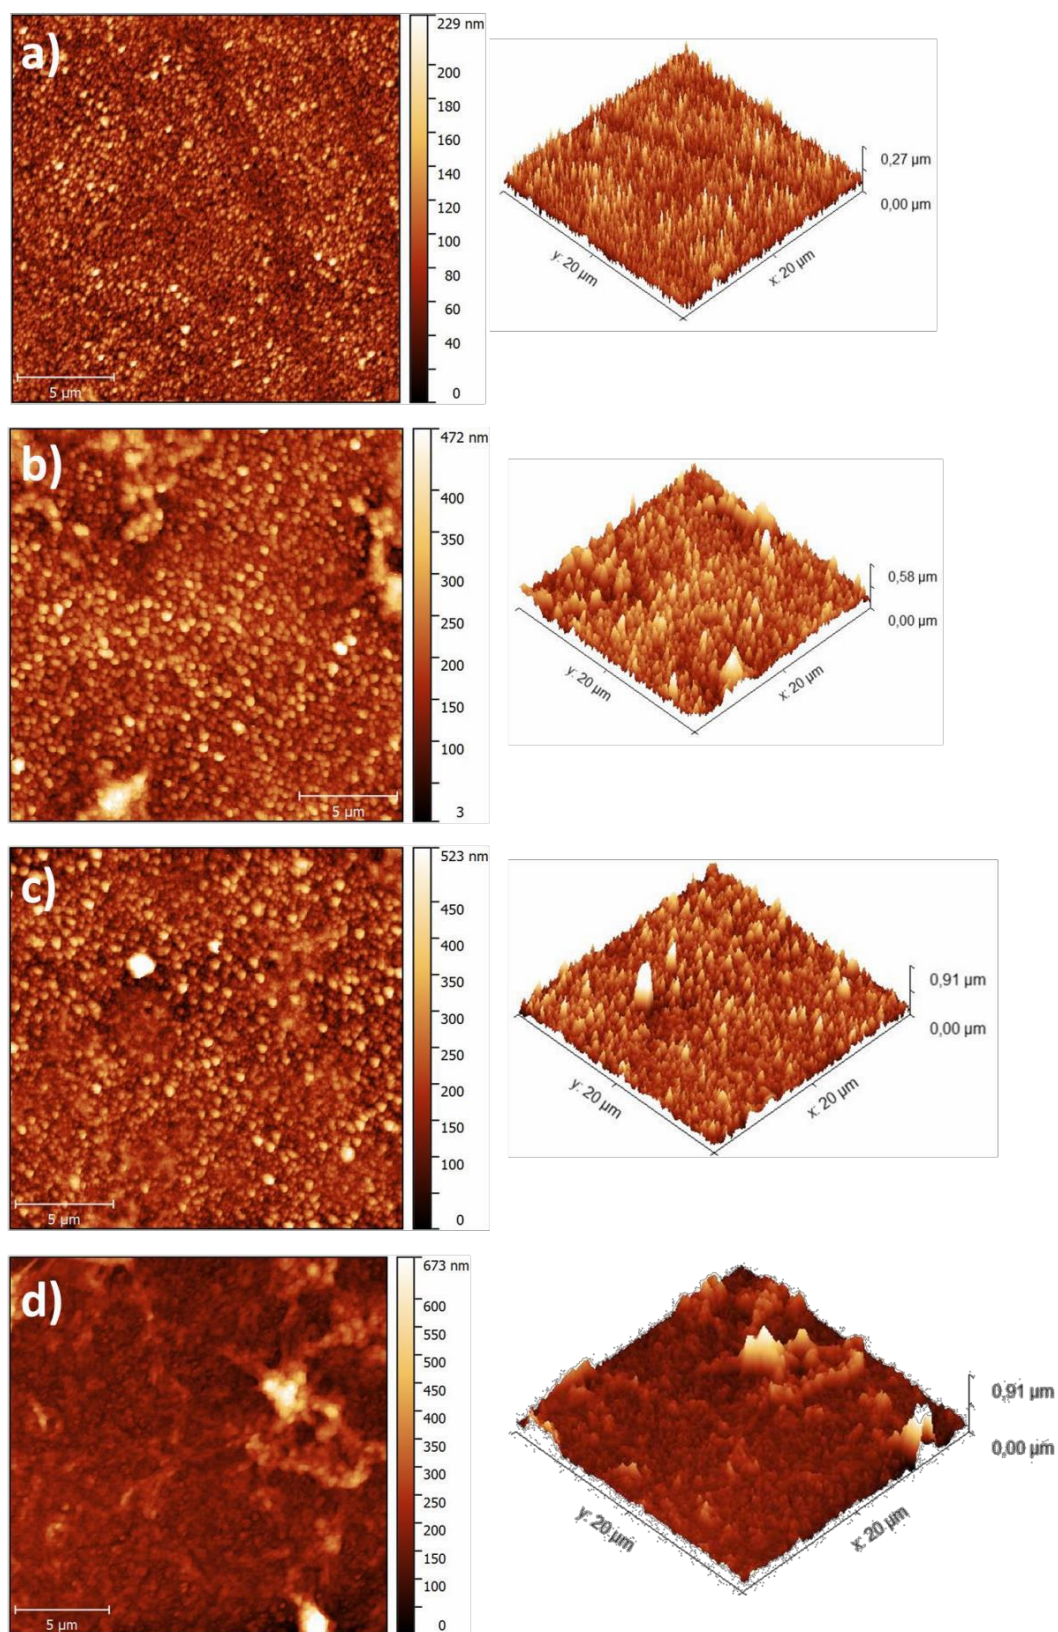 a)
229 nm
200
180
160
140
120
100
80
60
40
0
5 µm
0,27 µm
0,00 µm
y: 20 µm
x: 20 µm
b)
472 nm
400
350
300
250
200
150
100
3
5 µm
0,58 µm
0,00 µm
y: 20 µm
x: 20 µm
c)
523 nm
450
400
350
300
250
200
150
100
0
5 µm
0,91 µm
0,00 µm
y: 20 µm
x: 20 µm
d)
673 nm
600
550
500
450
400
350
300
250
200
150
100
0
5 µm
0,91 µm
0,00 µm
y: 20 µm
x: 20 µm